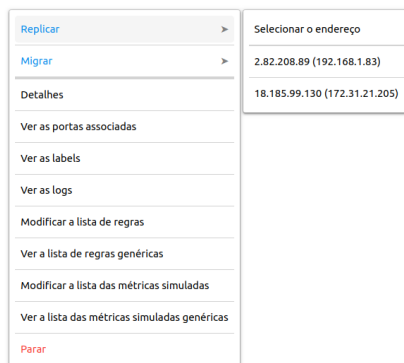 Replicar
Migrar
Detalhes
Ver as portas associadas
Ver as labels
Ver as logs
Modificar a lista de regras
Ver a lista de regras genéricas
Modificar a lista das métricas simuladas
Ver a lista das métricas simuladas genéricas
Parar
Selecionar o endereço
2.82.208.89 (192.168.1.83)
18.185.99.130 (172.31.21.205)